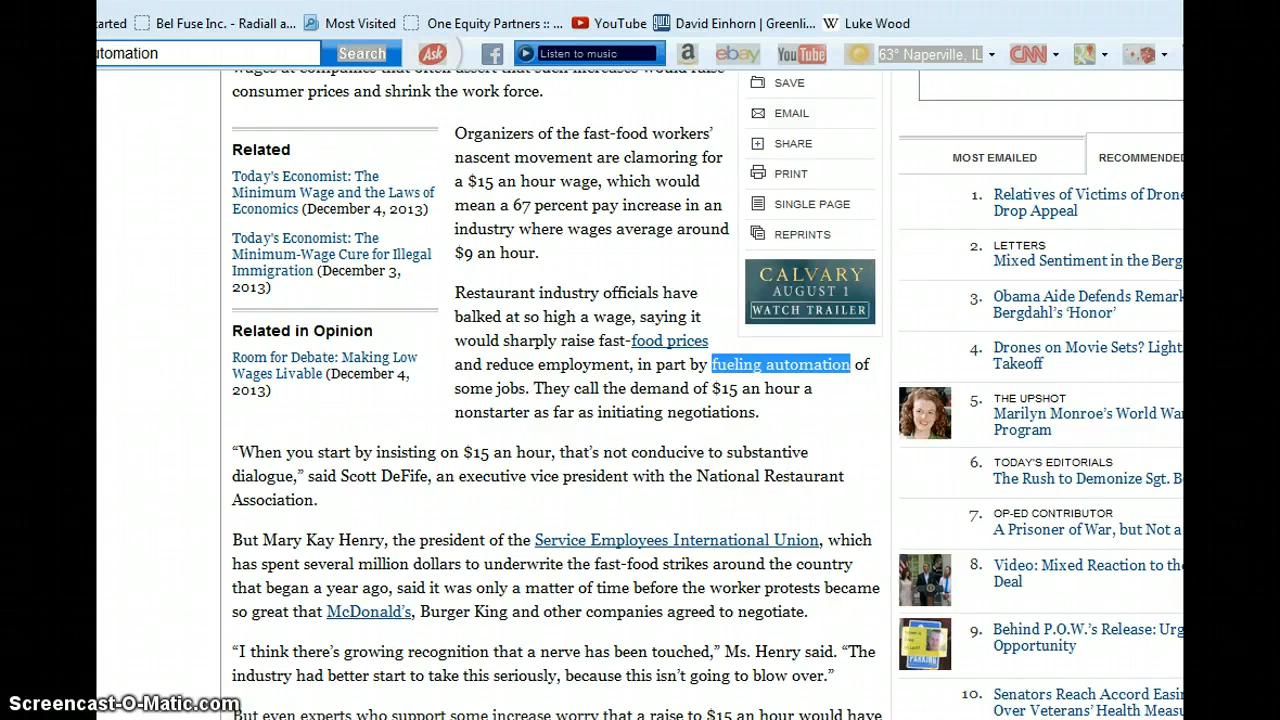 Bel Fuse Inc. - Radiall a...
Most Visited
One Equity Partners :: ...
YouTube
David Einhorn | Greenli...
W Luke Woood
Search
Ask
Listen to music
a
ebay
YouTube
63° Naperville, IL
CNN
consumer prices and shrink the work force.
Related
Today's Economist: The
Minimum Wage and the Laws of
Economics (December 4, 2013)
Today's Economist: The
Minimum-Wage Cure for Illegal
Immigration (December 3,
2013)
Related in Opinion
Room for Debate: Making Low
Wages Livable (December 4,
2013)
Organizers of the fast-food workers’
nascent movement are clamoring for
a $15 an hour wage, which would
mean a 67 percent pay increase in an
industry where wages average around
$9 an hour.
Restaurant industry officials have
balked at so high a wage, saying it
would sharply raise fast-food prices
and reduce employment, in part by fueling automation of
some jobs. They call the demand of $15 an hour a
nonstarter as far as initiating negotiations.
“When you start by insisting on $15 an hour, that’s not conducive to substantive
dialogue,” said Scott DeFife, an executive vice president with the National Restaurant
Association.
But Mary Kay Henry, the president of the Service Employees International Union, which
has spent several million dollars to underwrite the fast-food strikes around the country
that began a year ago, said it was only a matter of time before the worker protests became
so great that McDonald’s, Burger King and other companies agreed to negotiate.
“I think there’s growing recognition that a nerve has been touched,” Ms. Henry said. “The
industry had better start to take this seriously, because this isn’t going to blow over.”
But even experts who support some increase worry that a raise to $15 an hour would have
SAVE
EMAIL
SHARE
PRINT
SINGLE PAGE
REPRINTS
CALVARY
AUGUST 1
WATCH TRAILER
MOST EMAILED
RECOMMENDED
1. Relatives of Victims of Drone
Drop Appeal
2. LETTERS
Mixed Sentiment in the Berg
3. Obama Aide Defends Remark
Bergdahl’s ‘Honor’
4. Drones on Movie Sets? Light
Takeoff
5. THE UPSHOT
Marilyn Monroe’s World Wa
Program
6. TODAY’S EDITORIALS
The Rush to Demonize Sgt. B
7. OP-ED CONTRIBUTOR
A Prisoner of War, but Not a
8. Video: Mixed Reaction to the
Deal
9. Behind P.O.W.’s Release: Urg
Opportunity
10. Senators Reach Accord Easin
Over Veterans’ Health Measu
Screencast-O-Matic.com